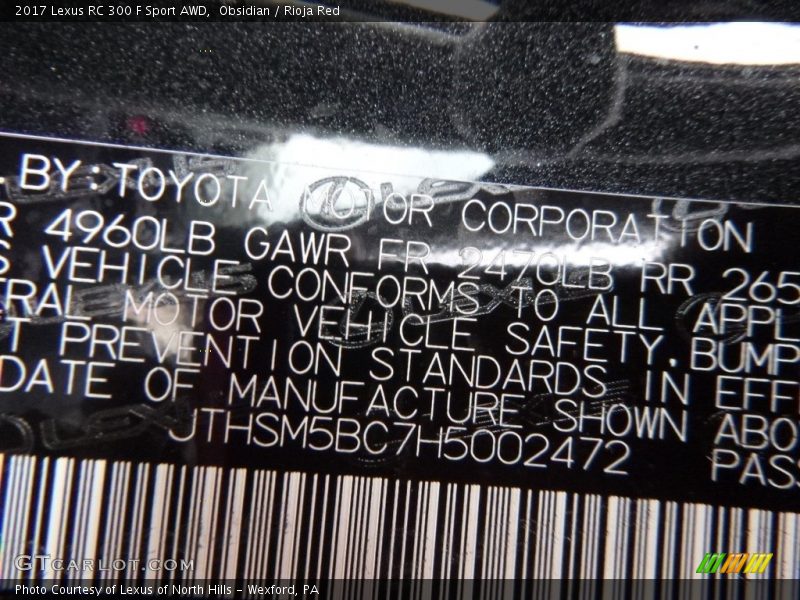 2017 Lexus RC 300 F Sport AWD,  Obsidian / Rioja Red
. BY:TOYOTA MOTOR CORPORATION
R 4960LB GAWR FR 2470LB RR 265
S VEHICLE CONFORMS TO ALL APPL
TRAL MOTOR VEHICLE SAFETY,BUMP
T PREVENTION STANDARDS IN EFF
DATE OF MANUFACTURE SHOWN ABO
JTHSM5BC7H5002472 PASS
GTCarLot.com
Photo Courtesy of Lexus of North Hills - Wexford, PA